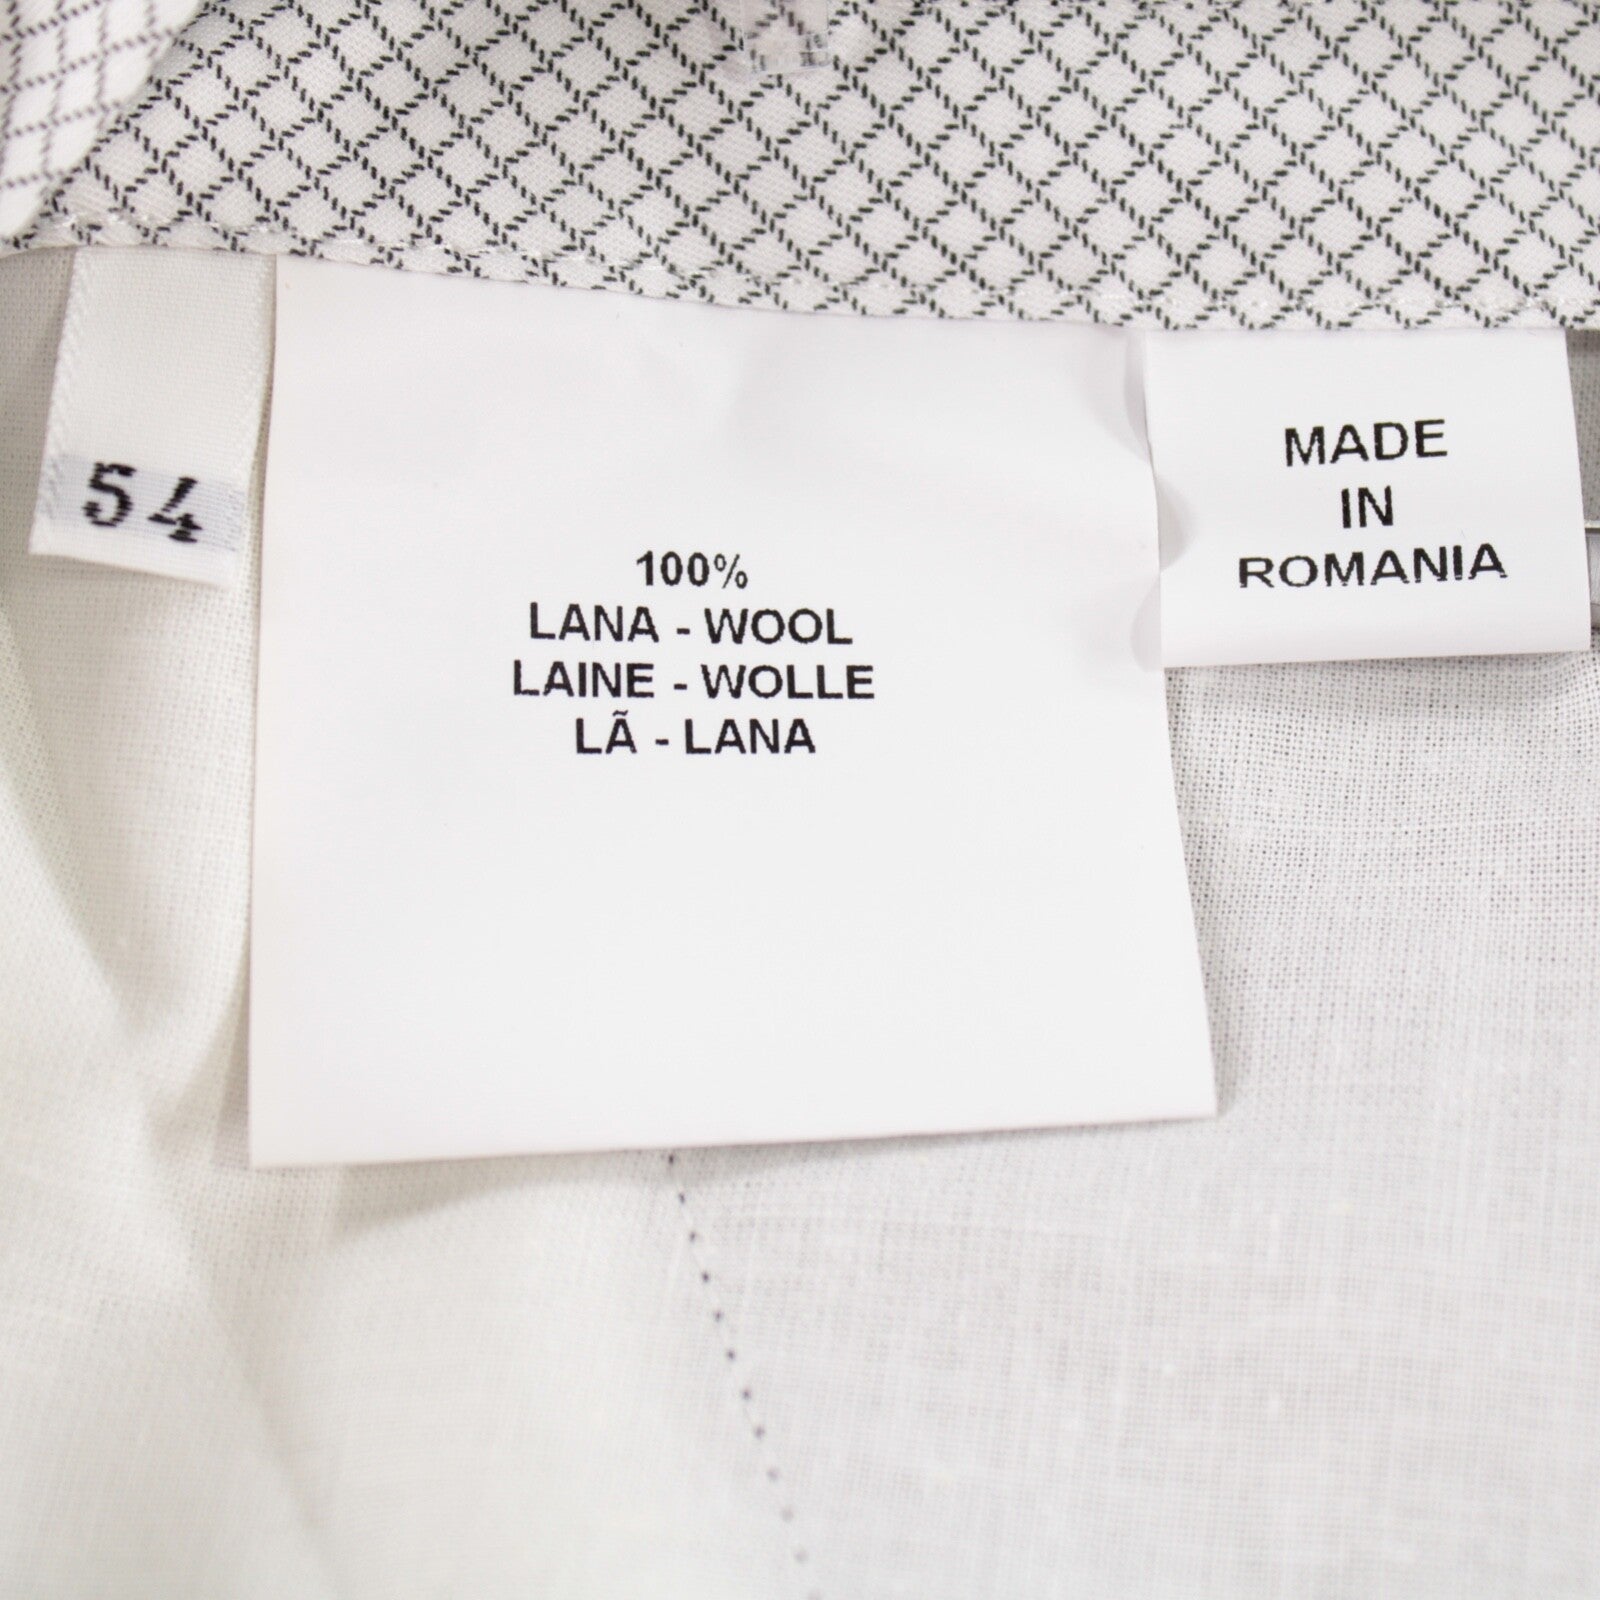 54
100%
LANA - WOOL
LAINE - WOLLE
LÃ - LANA
MADE
IN
ROMANIA